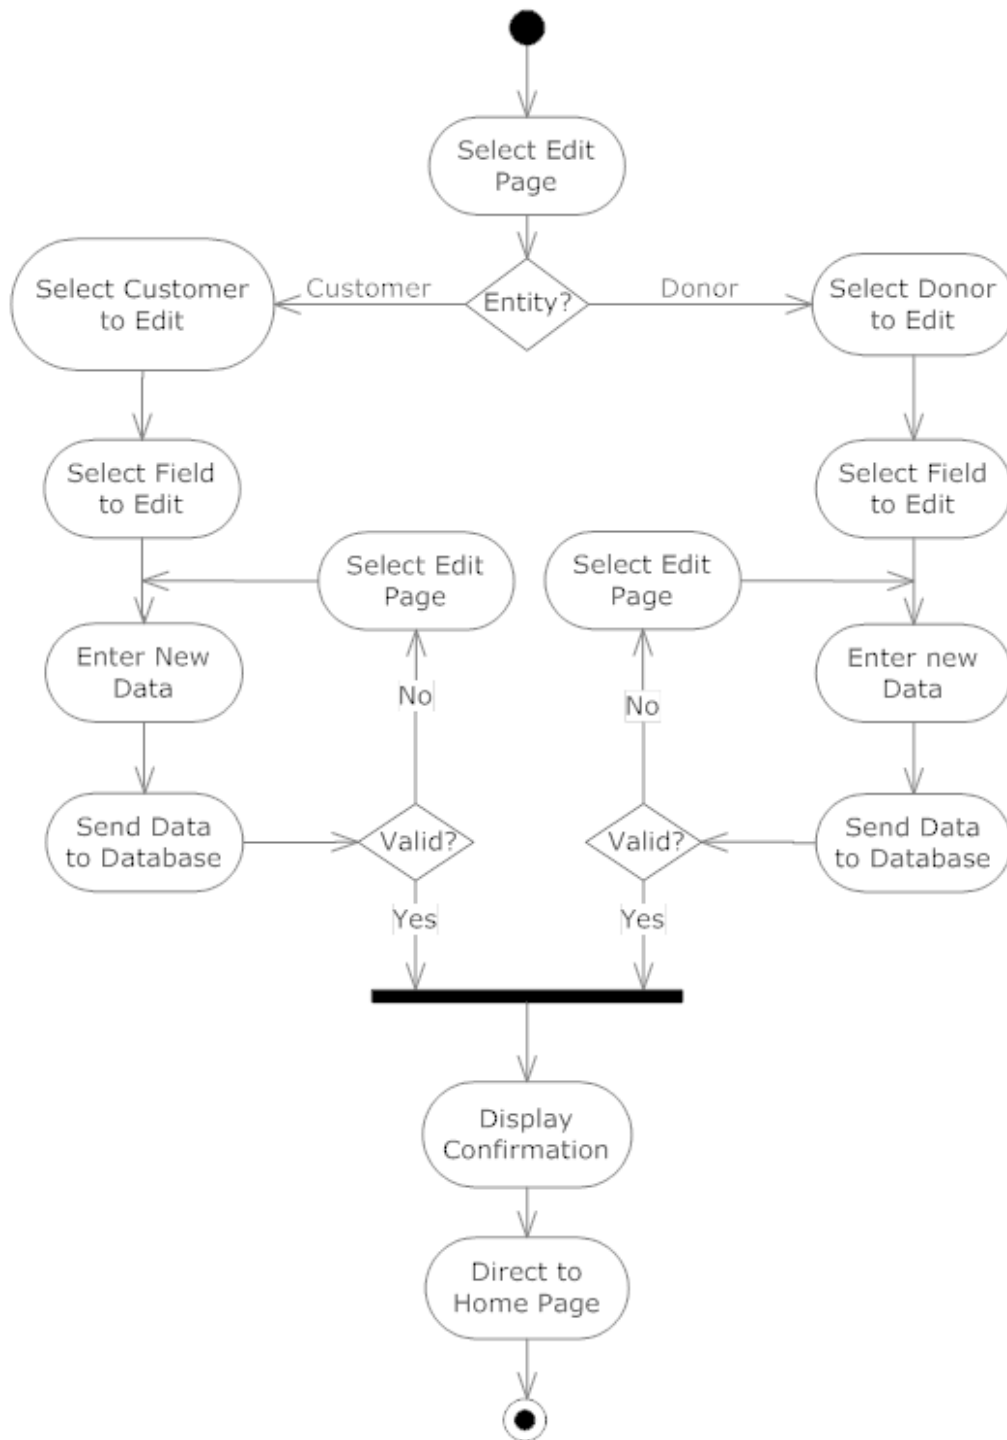 Select Edit
Page
Select Customer
to Edit
Customer
Entity?
Donor
Select Donor
to Edit
Select Field
to Edit
Select Field
to Edit
Select Edit
Page
Select Edit
Page
Enter New
Data
Enter new
Data
No
No
Send Data
to Database
Valid?
Valid?
Send Data
to Database
Yes
Yes
Display
Confirmation
Direct to
Home Page